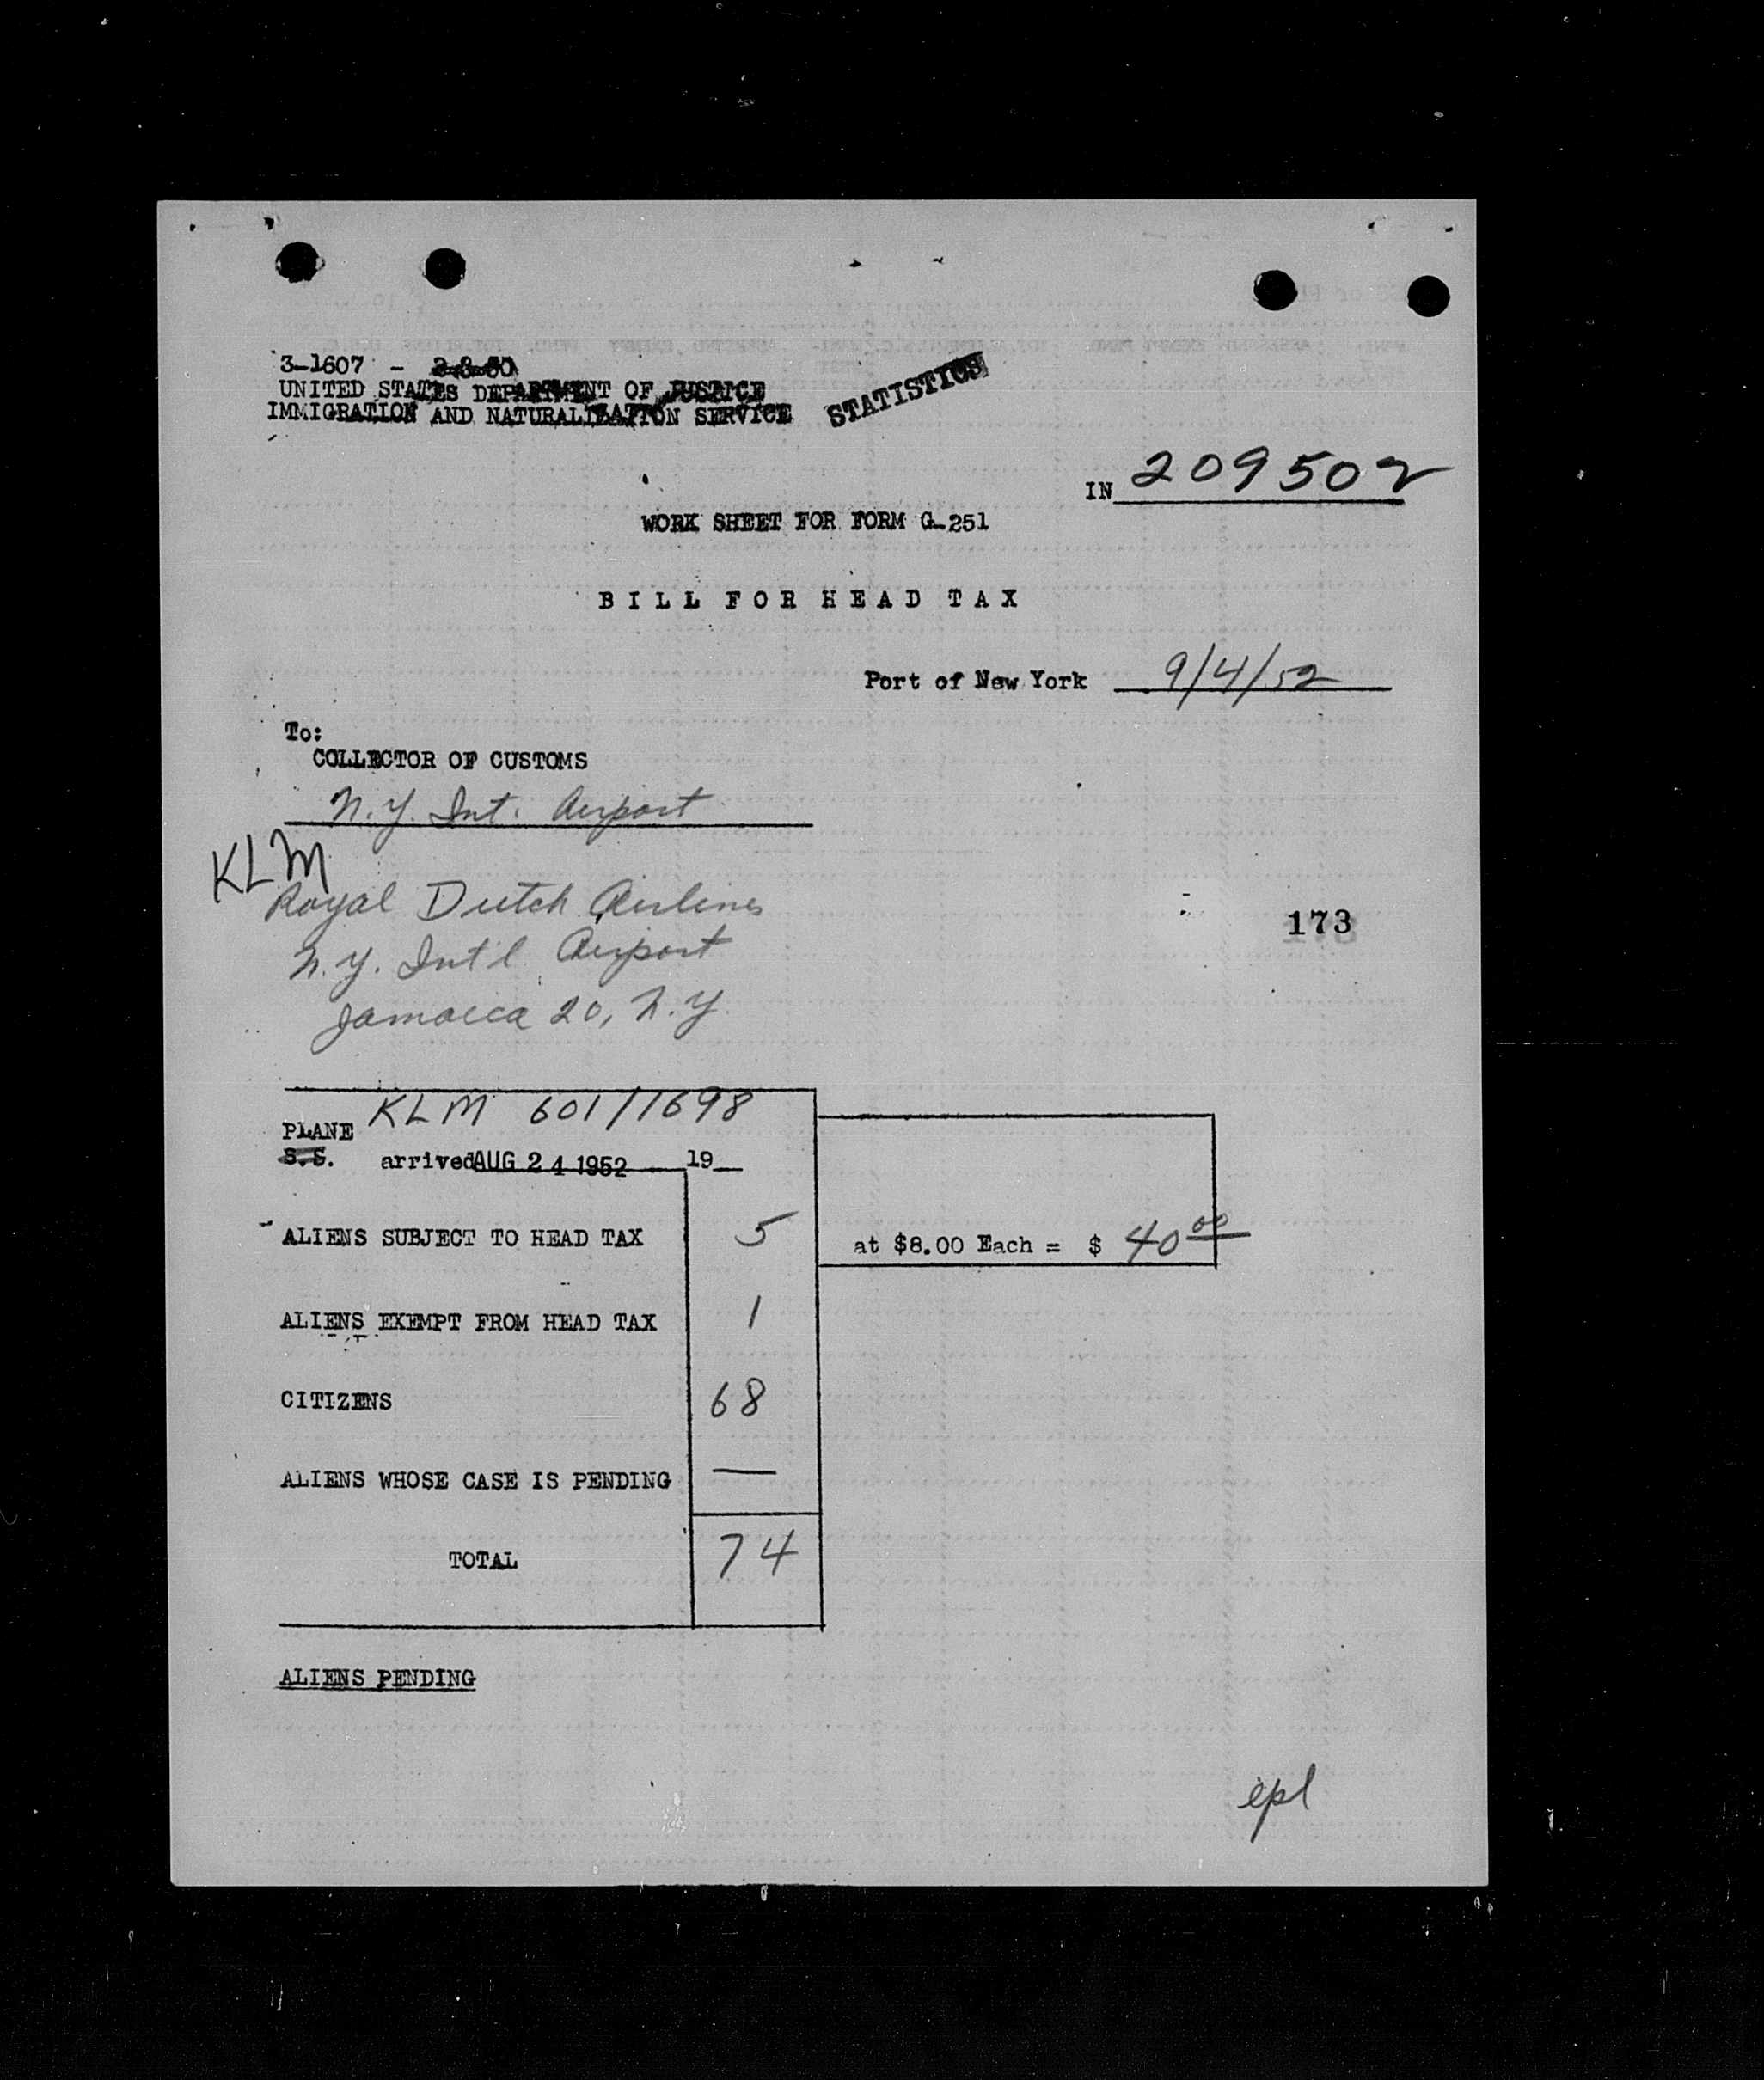 3-1607 - 2-8-50
UNITED STATES DEPARTMENT OF JUSTICE
IMMIGRATION AND NATURALIZATION SERVICE
STATISTICS
IN 209502
WORK SHEET FOR FORM G-251
BILL FOR HEAD TAX
Port of New York 9/4/52
To:
COLLECTOR OF CUSTOMS
N.Y. Int. Airport
KLM
Royal Dutch Airlines
173
N.Y. Int'l Airport
Jamaica 20, N.Y.
PLANE KLM 601/1698
S.S. arrived AUG 24 1952 19
ALIENS SUBJECT TO HEAD TAX 5 at $8.00 Each = $ 40 00
ALIENS EXEMPT FROM HEAD TAX 1
CITIZENS 68
ALIENS WHOSE CASE IS PENDING —
TOTAL 74
ALIENS PENDING
epl